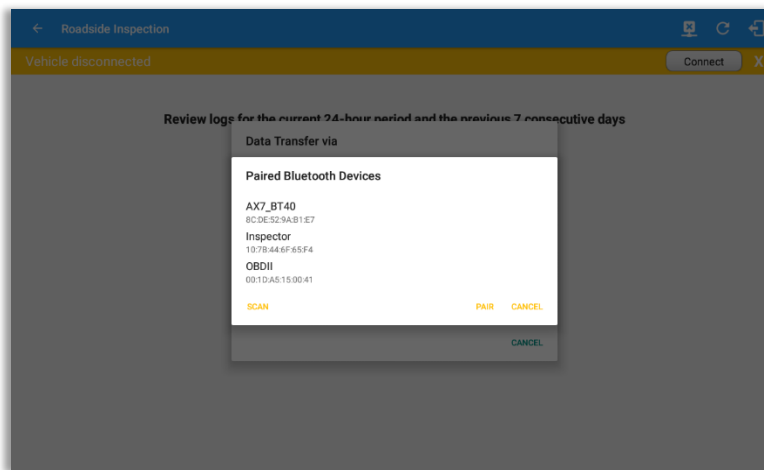 Roadside Inspection
Vehicle disconnected
Connect
X
Review logs for the current 24-hour period and the previous 7 consecutive days
Data Transfer via
Paired Bluetooth Devices
AX7_BT40
8C:DE:52:9A:B1:E7
Inspector
10:7B:44:6F:65:F4
OBDII
00:1D:A5:15:00:41
SCAN
PAIR
CANCEL
CANCEL